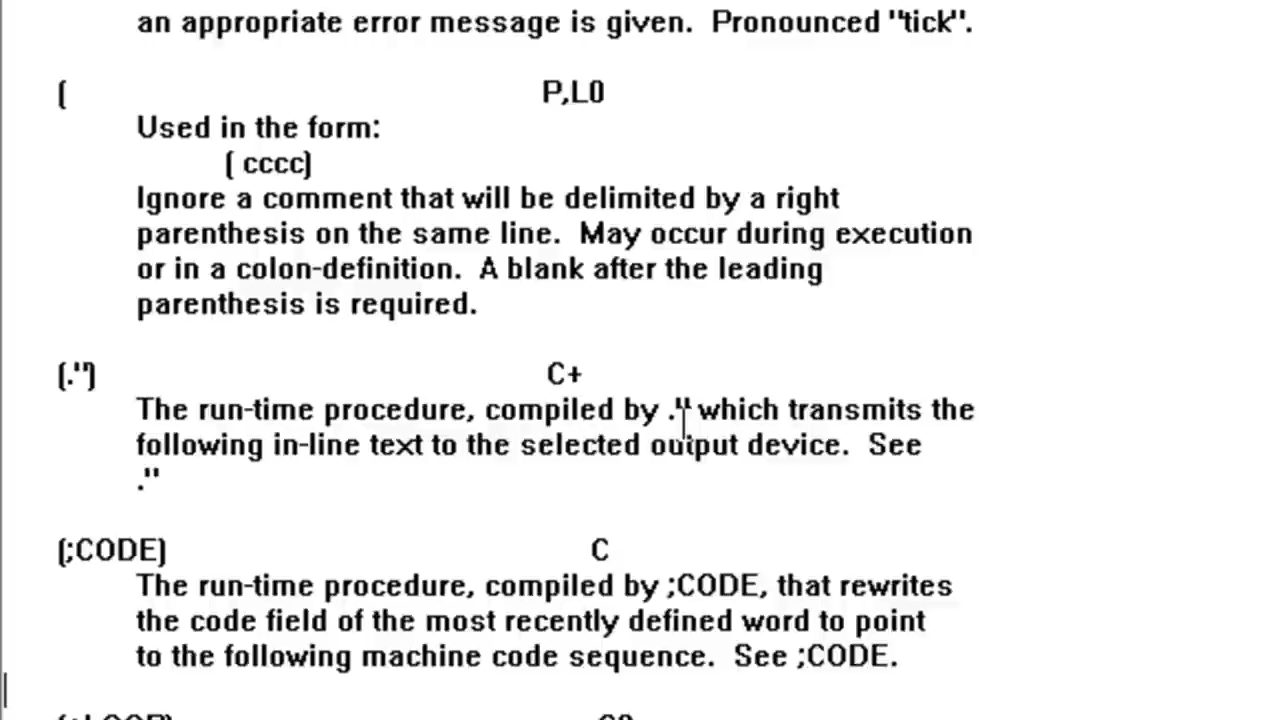 an appropriate error message is given.  Pronounced "tick".
(                    P,L0
Used in the form:
( cccc)
Ignore a comment that will be delimited by a right
parenthesis on the same line.  May occur during execution
or in a colon-definition.  A blank after the leading
parenthesis is required.
(.")                    C+
The run-time procedure, compiled by ." which transmits the
following in-line text to the selected output device.  See
."
(;CODE)                    C
The run-time procedure, compiled by ;CODE, that rewrites
the code field of the most recently defined word to point
to the following machine code sequence.  See ;CODE.